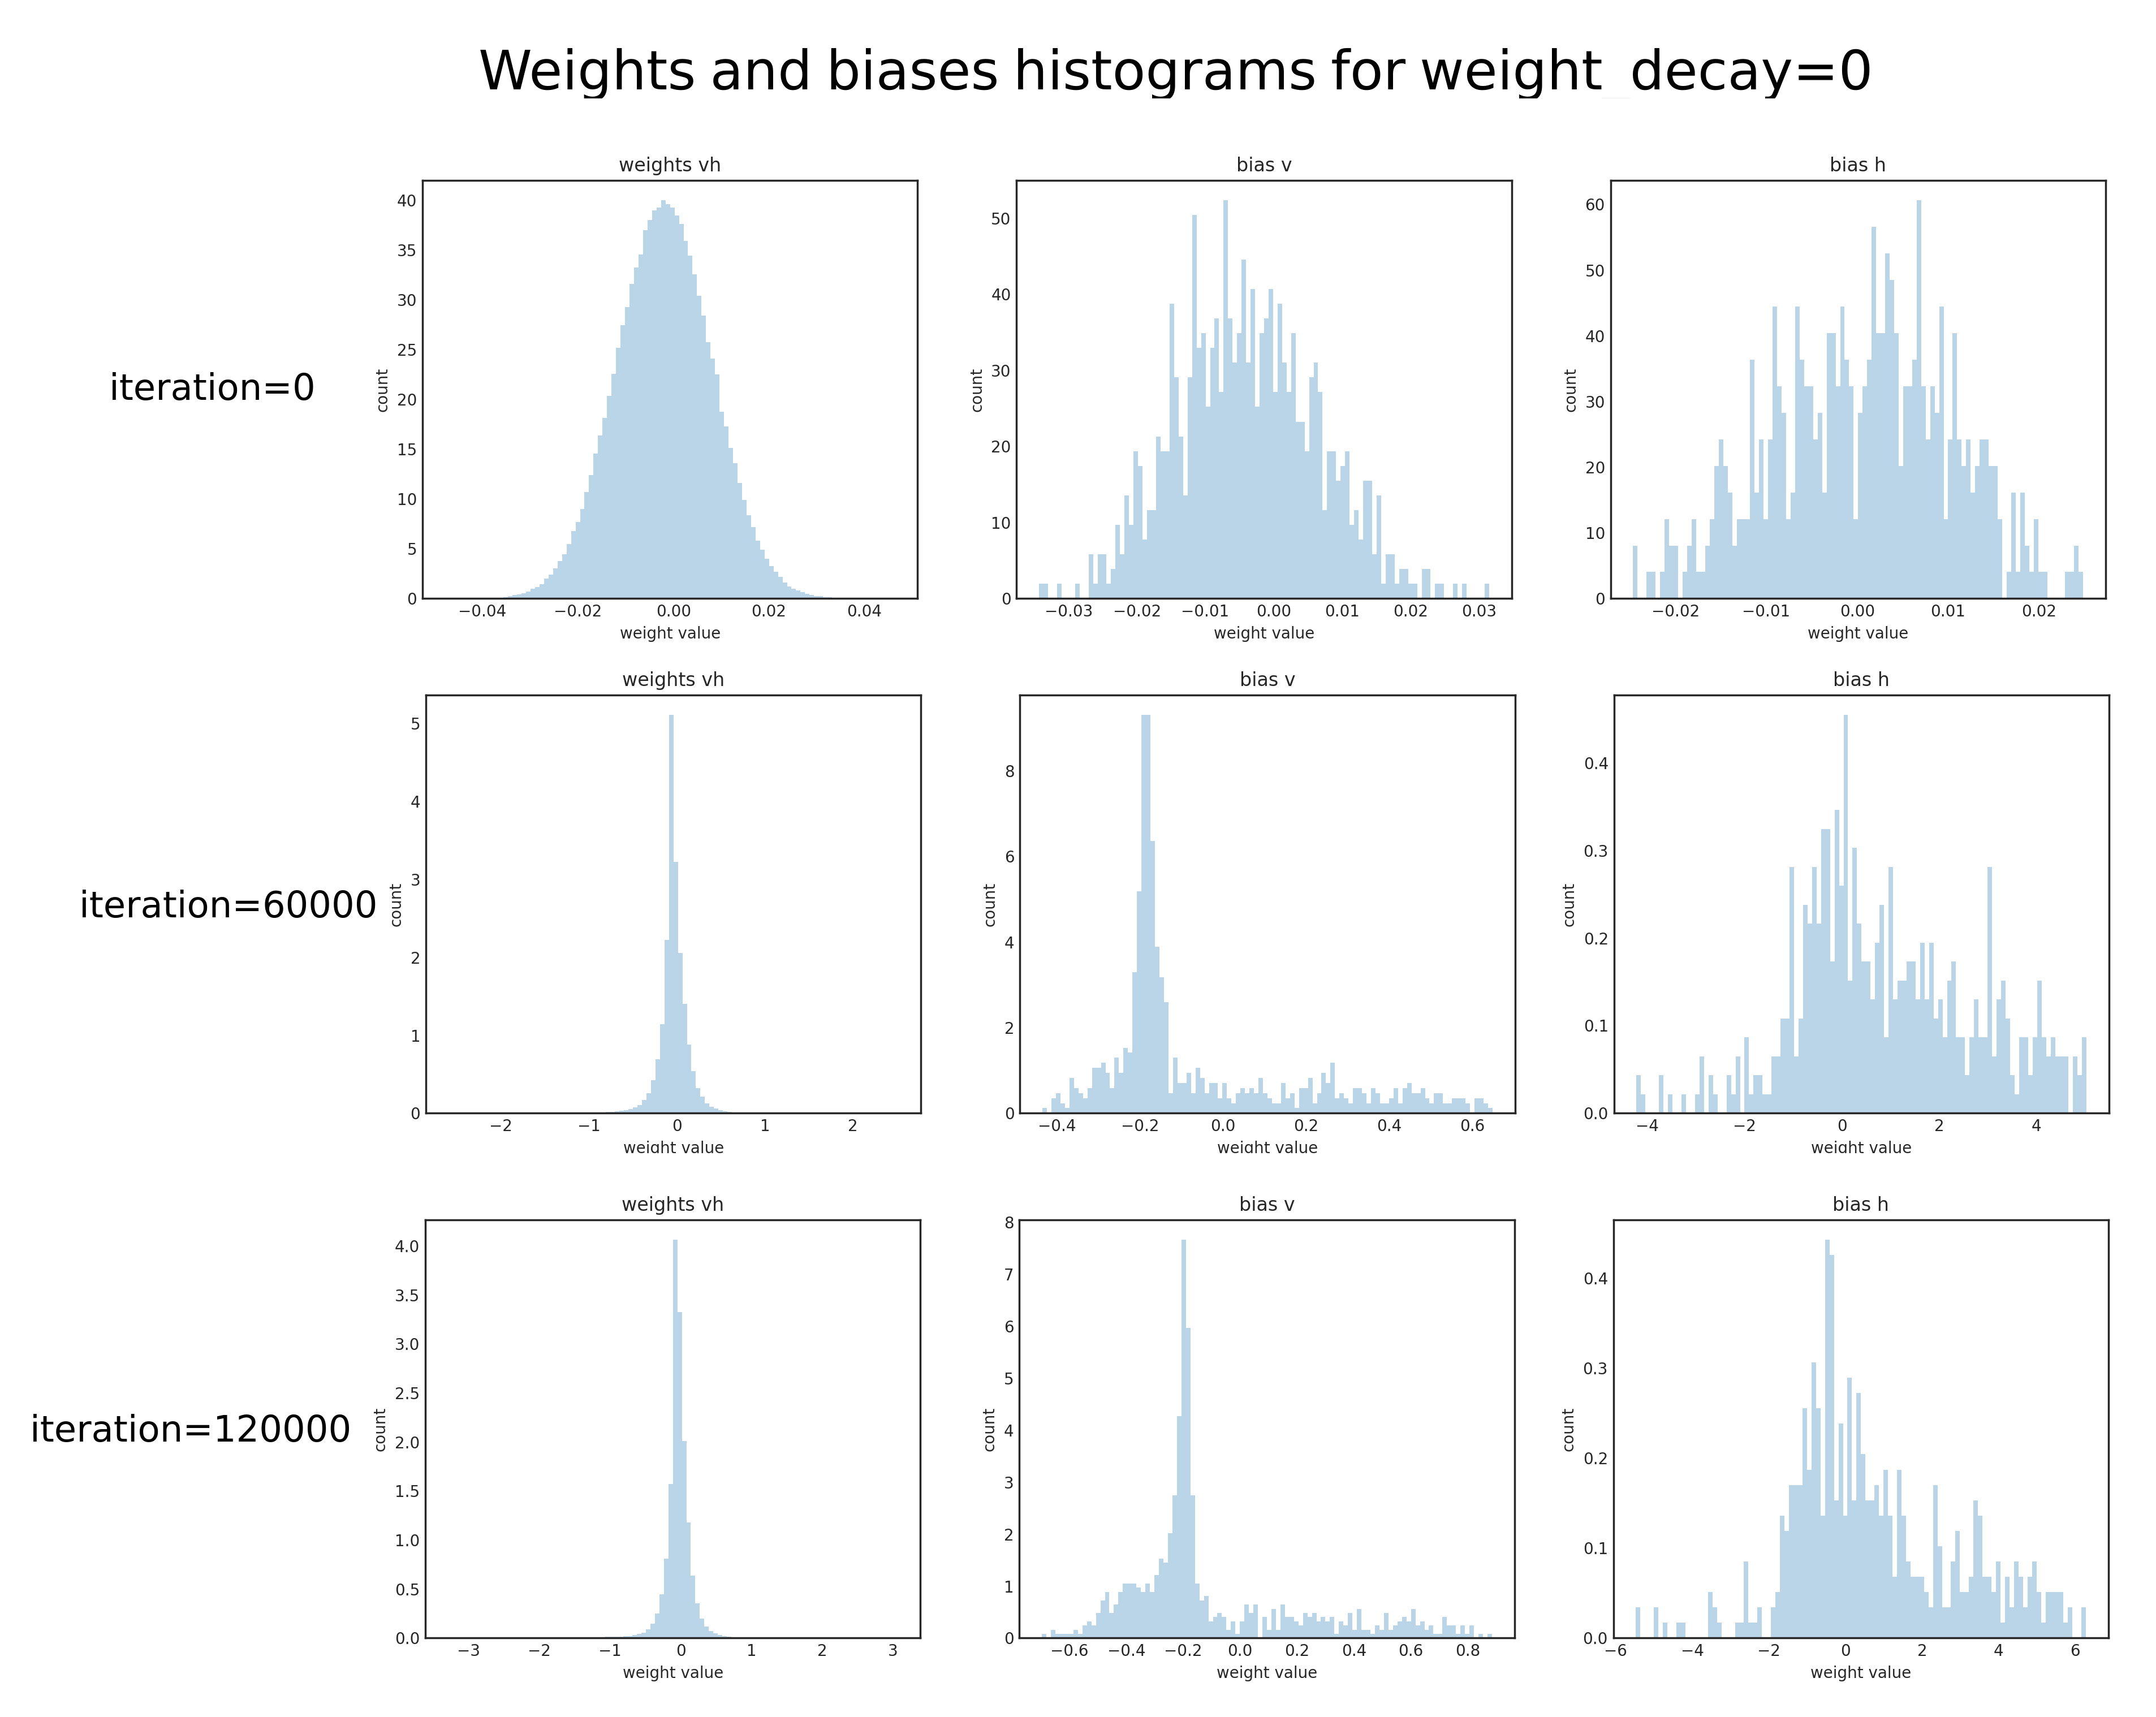 Weights and biases histograms for weight_decay=0
weights vh
bias v
bias h
iteration=0
count
40
35
30
25
20
15
10
5
0
−0.04 −0.02 0.00 0.02 0.04
weight value
count
50
40
30
20
10
0
−0.03 −0.02 −0.01 0.00 0.01 0.02 0.03
weight value
count
60
50
40
30
20
10
0
−0.02 −0.01 0.00 0.01 0.02
weight value
weights vh
bias v
bias h
iteration=60000
count
5
4
3
2
1
0
−2 −1 0 1 2
weight value
count
8
6
4
2
0
−0.4 −0.2 0.0 0.2 0.4 0.6
weight value
count
0.4
0.3
0.2
0.1
0.0
−4 −2 0 2 4
weight value
weights vh
bias v
bias h
iteration=120000
count
4.0
3.5
3.0
2.5
2.0
1.5
1.0
0.5
0.0
−3 −2 −1 0 1 2 3
weight value
count
8
7
6
5
4
3
2
1
0
−0.6 −0.4 −0.2 0.0 0.2 0.4 0.6 0.8
weight value
count
0.4
0.3
0.2
0.1
0.0
−6 −4 −2 0 2 4 6
weight value